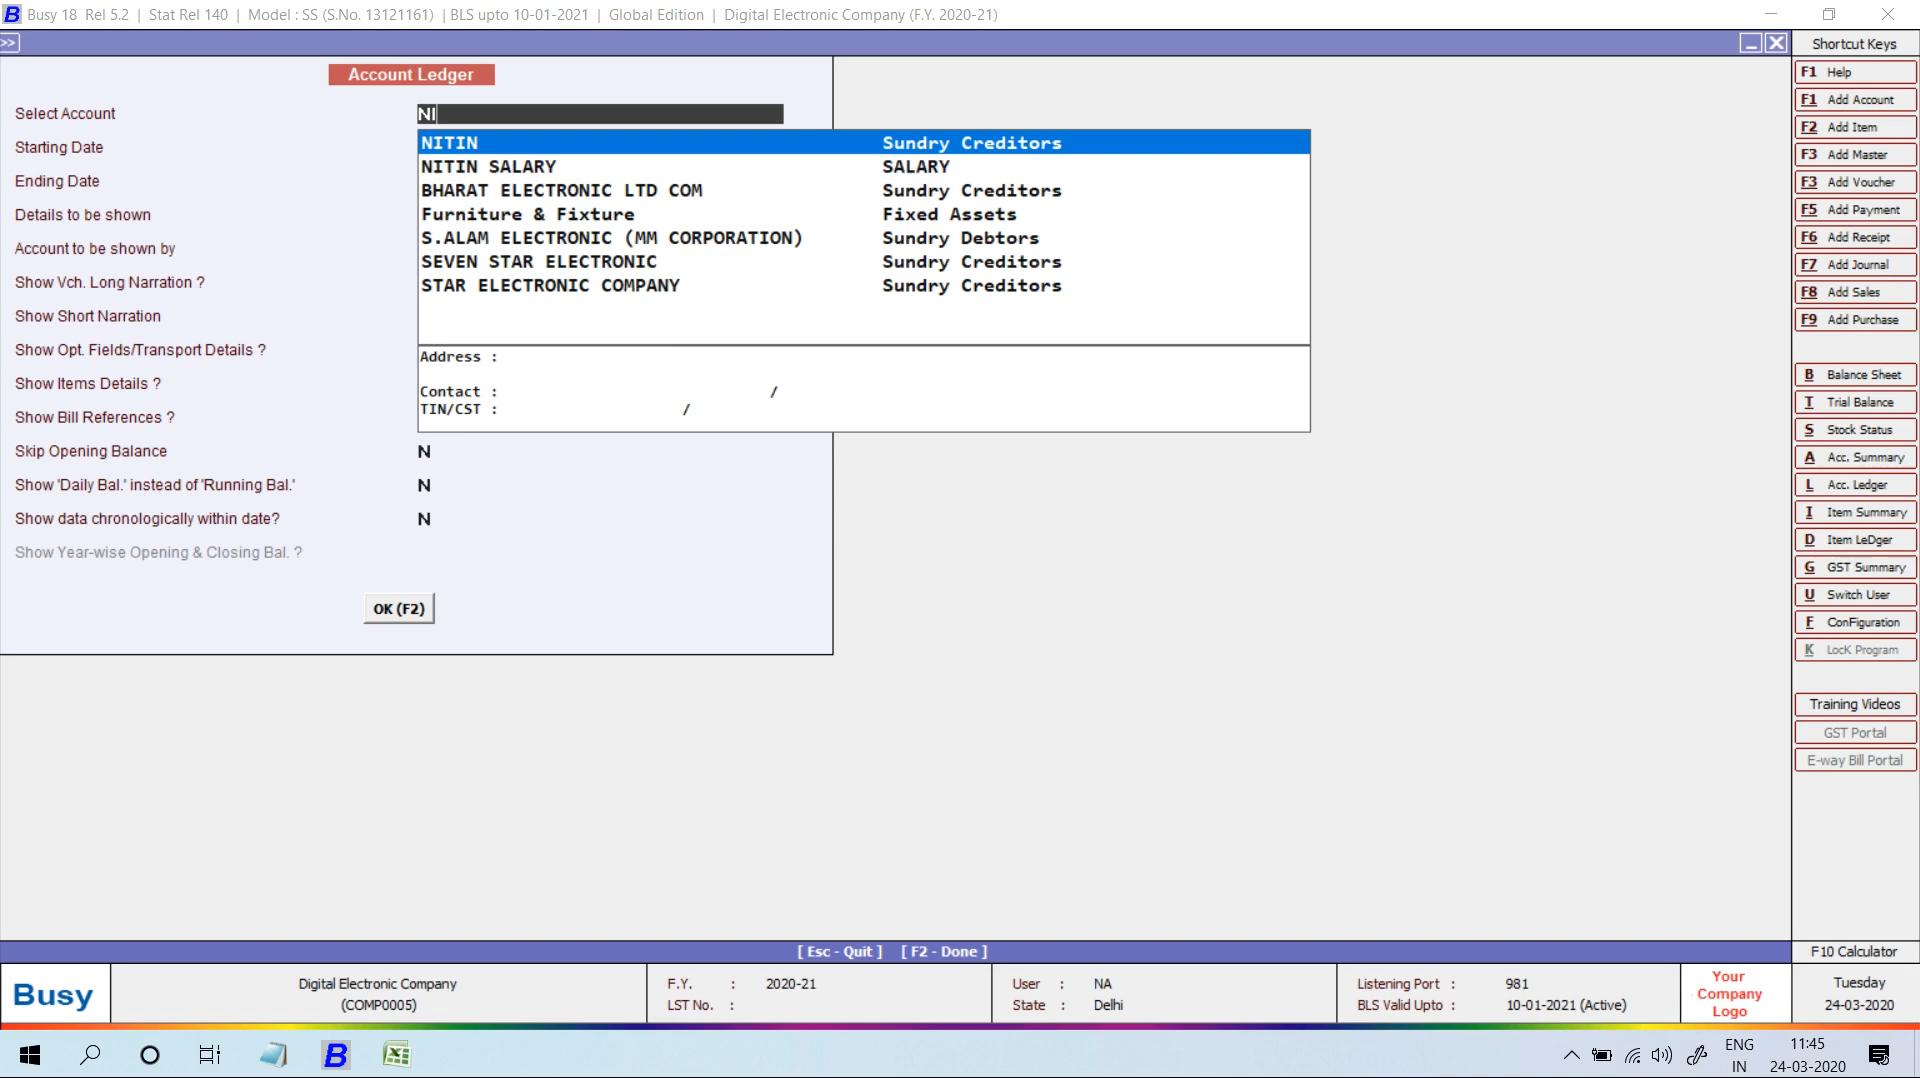 Busy 18 Rel 5.2 | Stat Rel 140 | Model : SS (S.No. 13121161) | BLS upto 10-01-2021 | Global Edition | Digital Electronic Company (F.Y. 2020-21)
>>
Account Ledger
Select Account NI
Starting Date
Ending Date
Details to be shown
Account to be shown by
Show Vch. Long Narration ?
Show Short Narration
Show Opt. Fields/Transport Details ?
Show Items Details ?
Show Bill References ?
Skip Opening Balance N
Show 'Daily Bal.' instead of 'Running Bal.' N
Show data chronologically within date? N
Show Year-wise Opening & Closing Bal. ?
OK (F2)
NITIN Sundry Creditors
NITIN SALARY SALARY
BHARAT ELECTRONIC LTD COM Sundry Creditors
Furniture & Fixture Fixed Assets
S.ALAM ELECTRONIC (MM CORPORATION) Sundry Debtors
SEVEN STAR ELECTRONIC Sundry Creditors
STAR ELECTRONIC COMPANY Sundry Creditors
Address :
Contact : /
TIN/CST : /
Shortcut Keys
F1 Help
F1 Add Account
F2 Add Item
F3 Add Master
F3 Add Voucher
F5 Add Payment
F6 Add Receipt
F7 Add Journal
F8 Add Sales
F9 Add Purchase
B Balance Sheet
T Trial Balance
S Stock Status
A Acc. Summary
L Acc. Ledger
I Item Summary
D Item LeDger
G GST Summary
U Switch User
F ConFiguration
K LocK Program
Training Videos
GST Portal
E-way Bill Portal
[ Esc - Quit ] [ F2 - Done ]
F10 Calculator
Busy
Digital Electronic Company
(COMP0005)
F.Y. : 2020-21
LST No. :
User : NA
State : Delhi
Listening Port : 981
BLS Valid Upto : 10-01-2021 (Active)
Your
Company
Logo
Tuesday
24-03-2020
B
ENG
IN
11:45
24-03-2020